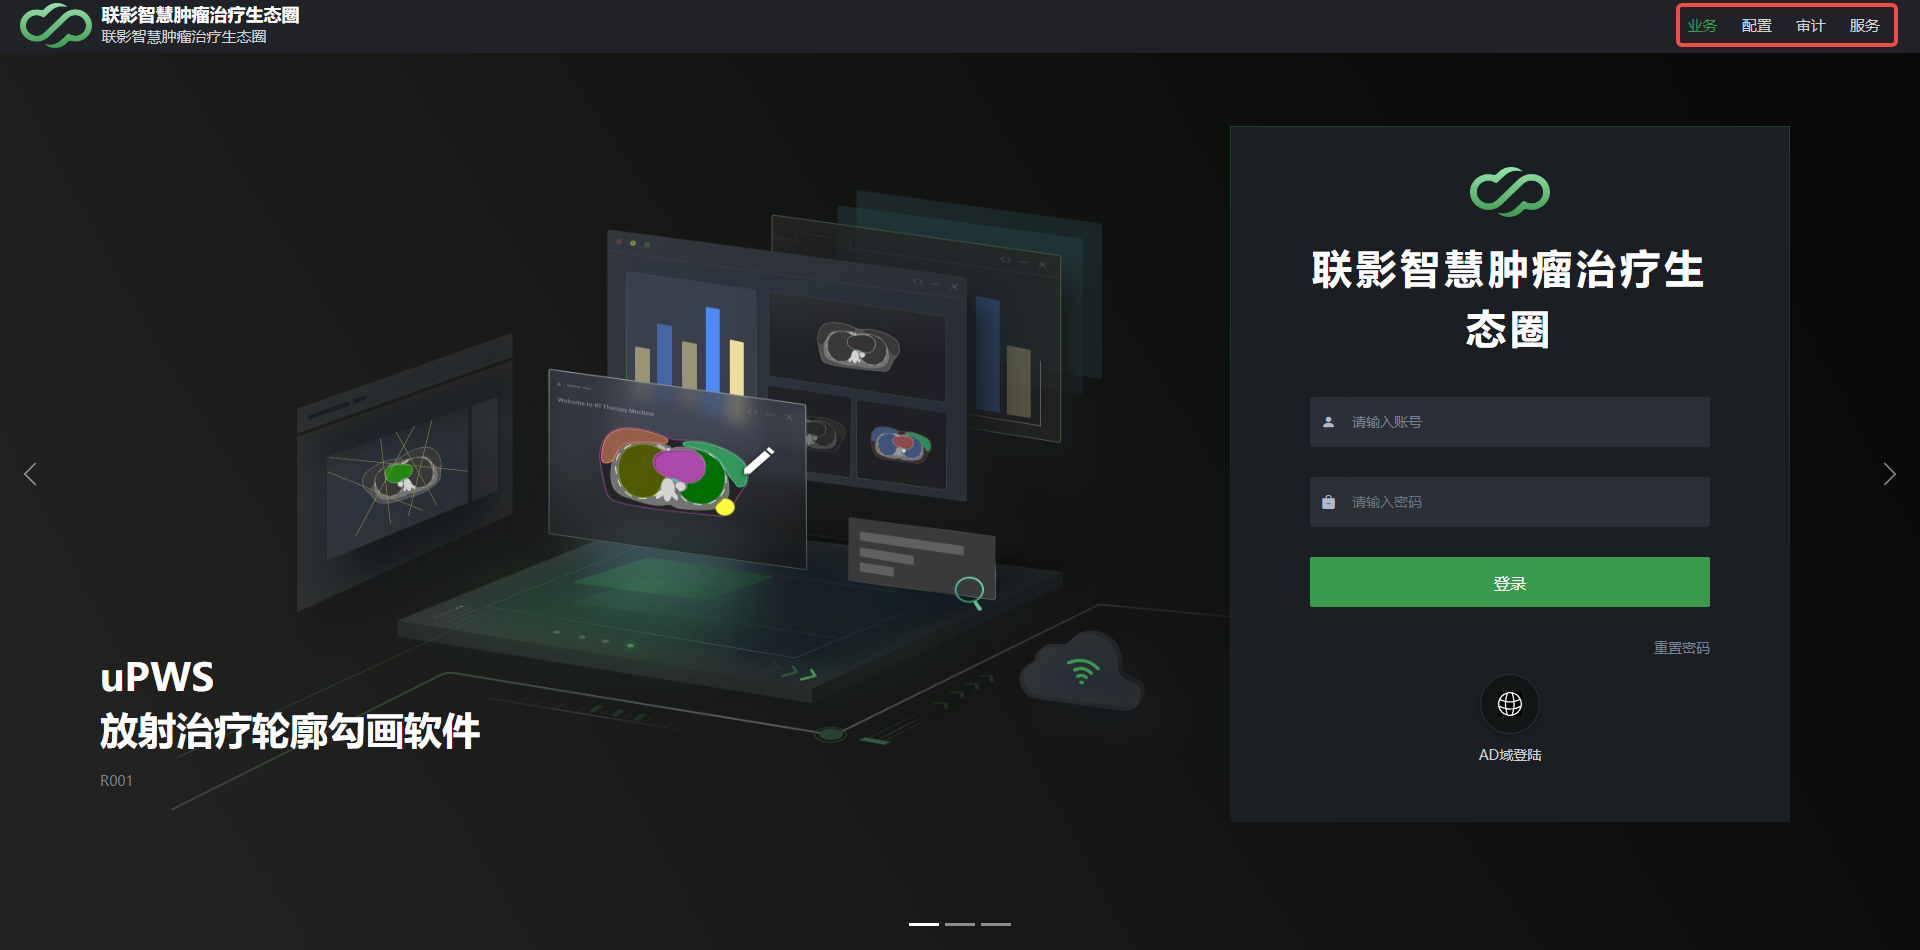 联影智慧肿瘤治疗生态圈
联影智慧肿瘤治疗生态圈
业务 配置 审计 服务
Welcome to RT Therapy Machine
uPWS
放射治疗轮廓勾画软件
R001
联影智慧肿瘤治疗生
态圈
请输入账号
请输入密码
登录
重置密码
AD域登陆